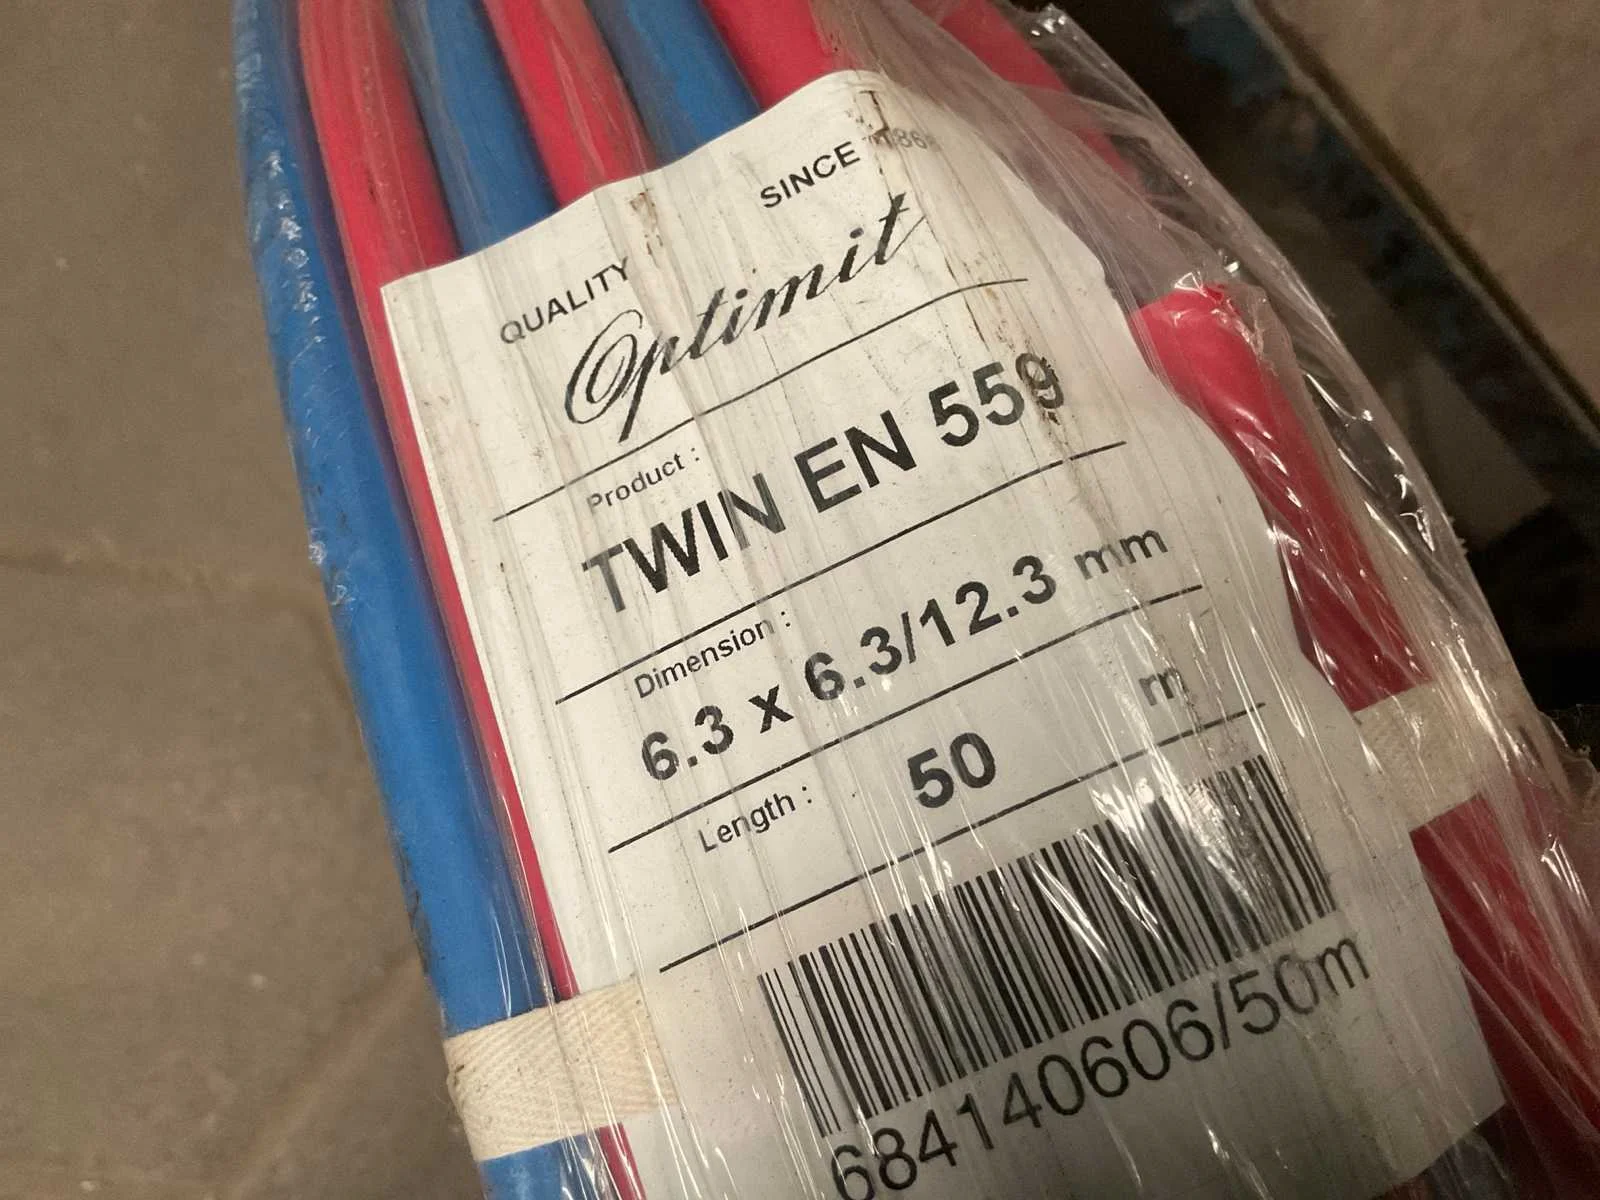 QUALITY SINCE
Optimit
Product :
TWIN EN 559
Dimension :
6.3 x 6.3/12.3 mm
Length : 50 m
684140606/50m